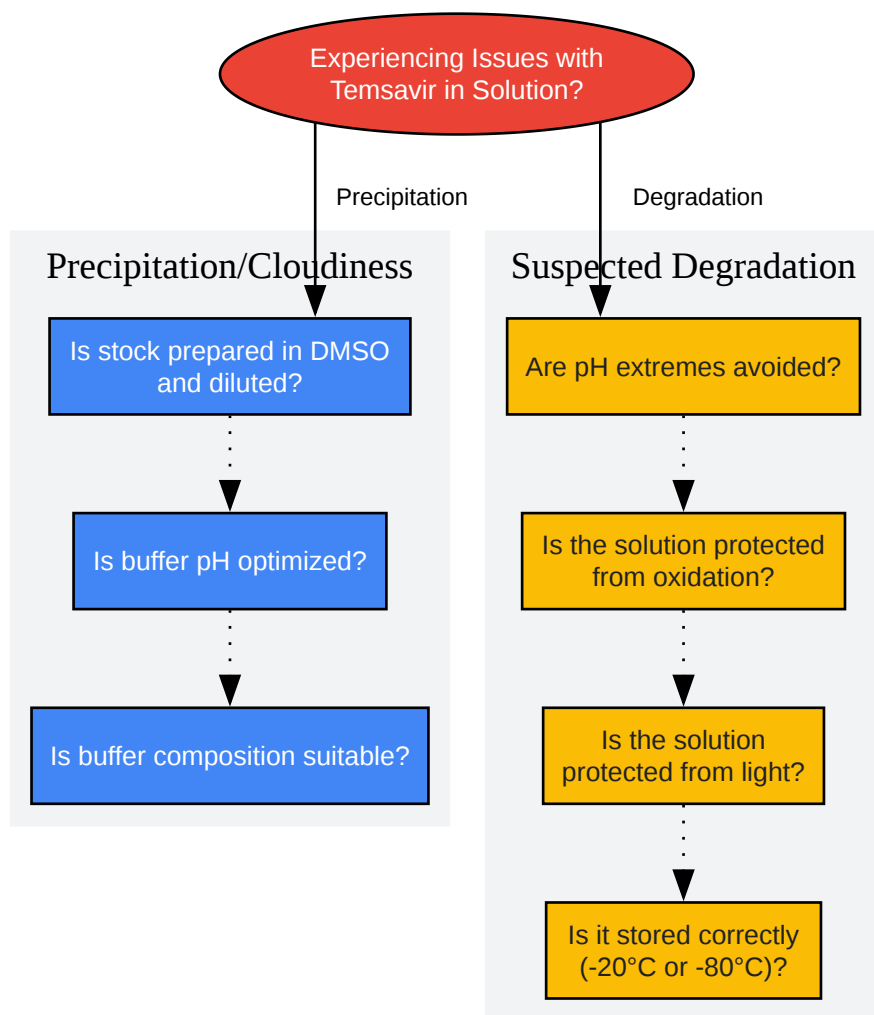 Experiencing Issues with
Temsavir in Solution?
Precipitation
Degradation
Precipitation/Cloudiness
Is stock prepared in DMSO
and diluted?
Is buffer pH optimized?
Is buffer composition suitable?
Suspected Degradation
Are pH extremes avoided?
Is the solution protected
from oxidation?
Is the solution
protected from light?
Is it stored correctly
(-20°C or -80°C)?